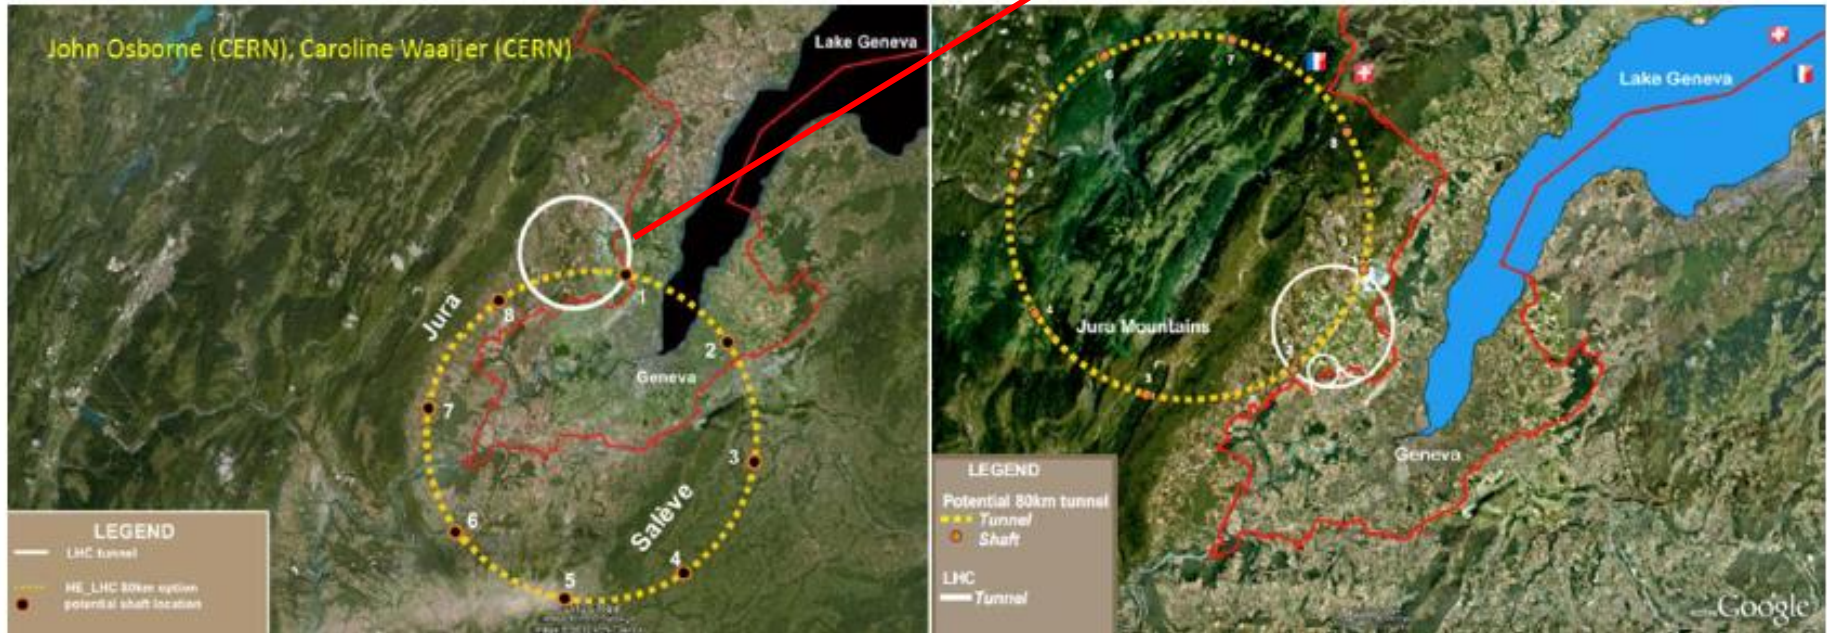 John Osborne (CERN), Caroline Waaijer (CERN)
Lake Geneva
Jura
8
1
2
Geneva
7
3
Salève
6
4
5
LEGEND
LHC tunnel
HE_LHC 80km option
potential shaft location
Lake Geneva
6
7
8
5
4
Jura Mountains
3
Geneva
LEGEND
Potential 80km tunnel
Tunnel
Shaft
LHC
Tunnel
Google